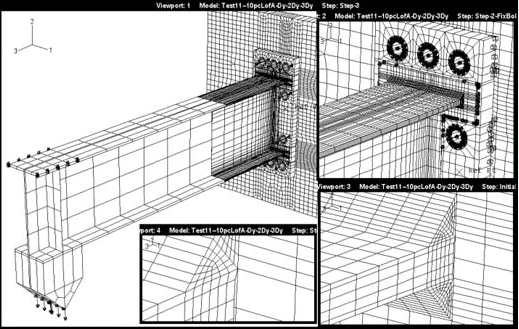 Viewport: 1 Model: Test11-10pcLofA-Dy-2Dy-3Dy Step: Step-3
: 2 Model: Test11-10pcLofA-Dy-2Dy-3Dy Step: Step-2-FixBol
2
3
1
Viewport: 3 Model: Test11-10pcLofA-Dy-2Dy-3Dy Step: Initial
port: 4 Model: Test11-10pcLofA-Dy-2Dy-3Dy Step: St